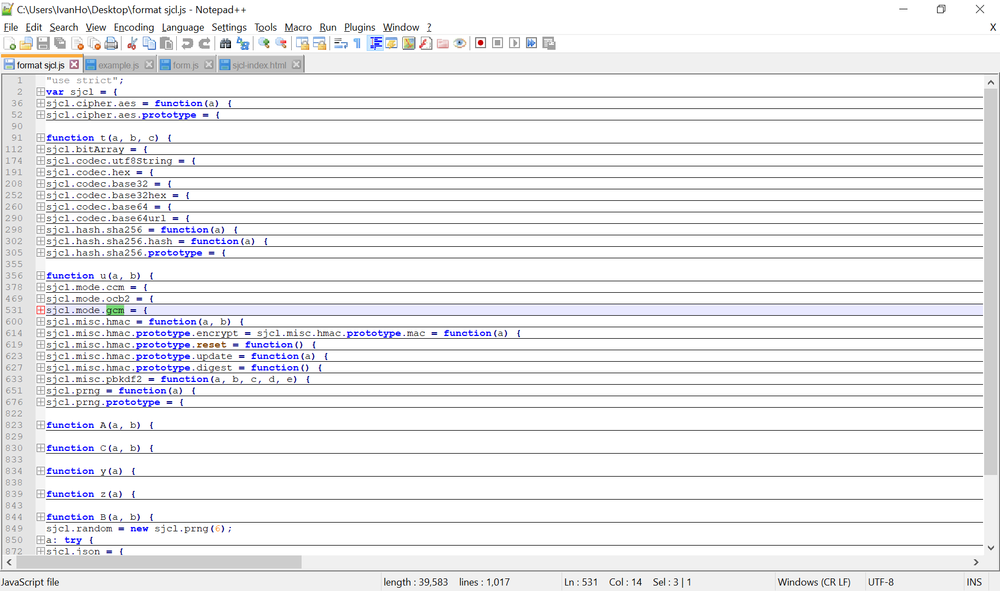 C:\Users\IvanHo\Desktop\format sjcl.js - Notepad++
File Edit Search View Encoding Language Settings Tools Macro Run Plugins Window ? X
format sjcl.js example.js form.js sjcl-index.html
1 "use strict";
2 var sjcl = {
36 sjcl.cipher.aes = function(a) {
52 sjcl.cipher.aes.prototype = {
90
91 function t(a, b, c) {
112 sjcl.bitArray = {
174 sjcl.codec.utf8String = {
191 sjcl.codec.hex = {
208 sjcl.codec.base32 = {
252 sjcl.codec.base32hex = {
260 sjcl.codec.base64 = {
290 sjcl.codec.base64url = {
298 sjcl.hash.sha256 = function(a) {
302 sjcl.hash.sha256.hash = function(a) {
305 sjcl.hash.sha256.prototype = {
355
356 function u(a, b) {
378 sjcl.mode.ccm = {
469 sjcl.mode.ocb2 = {
531 sjcl.mode.gcm = {
600 sjcl.misc.hmac = function(a, b) {
614 sjcl.misc.hmac.prototype.encrypt = sjcl.misc.hmac.prototype.mac = function(a) {
619 sjcl.misc.hmac.prototype.reset = function() {
623 sjcl.misc.hmac.prototype.update = function(a) {
627 sjcl.misc.hmac.prototype.digest = function() {
633 sjcl.misc.pbkdf2 = function(a, b, c, d, e) {
651 sjcl.prng = function(a) {
676 sjcl.prng.prototype = {
822
823 function A(a, b) {
829
830 function C(a, b) {
833
834 function y(a) {
838
839 function z(a) {
843
844 function B(a, b) {
849 sjcl.random = new sjcl.prng(6);
850 a: try {
872 sjcl.json = {
JavaScript file length : 39,583 lines : 1,017 Ln : 531 Col : 14 Sel : 3 | 1 Windows (CR LF) UTF-8 INS